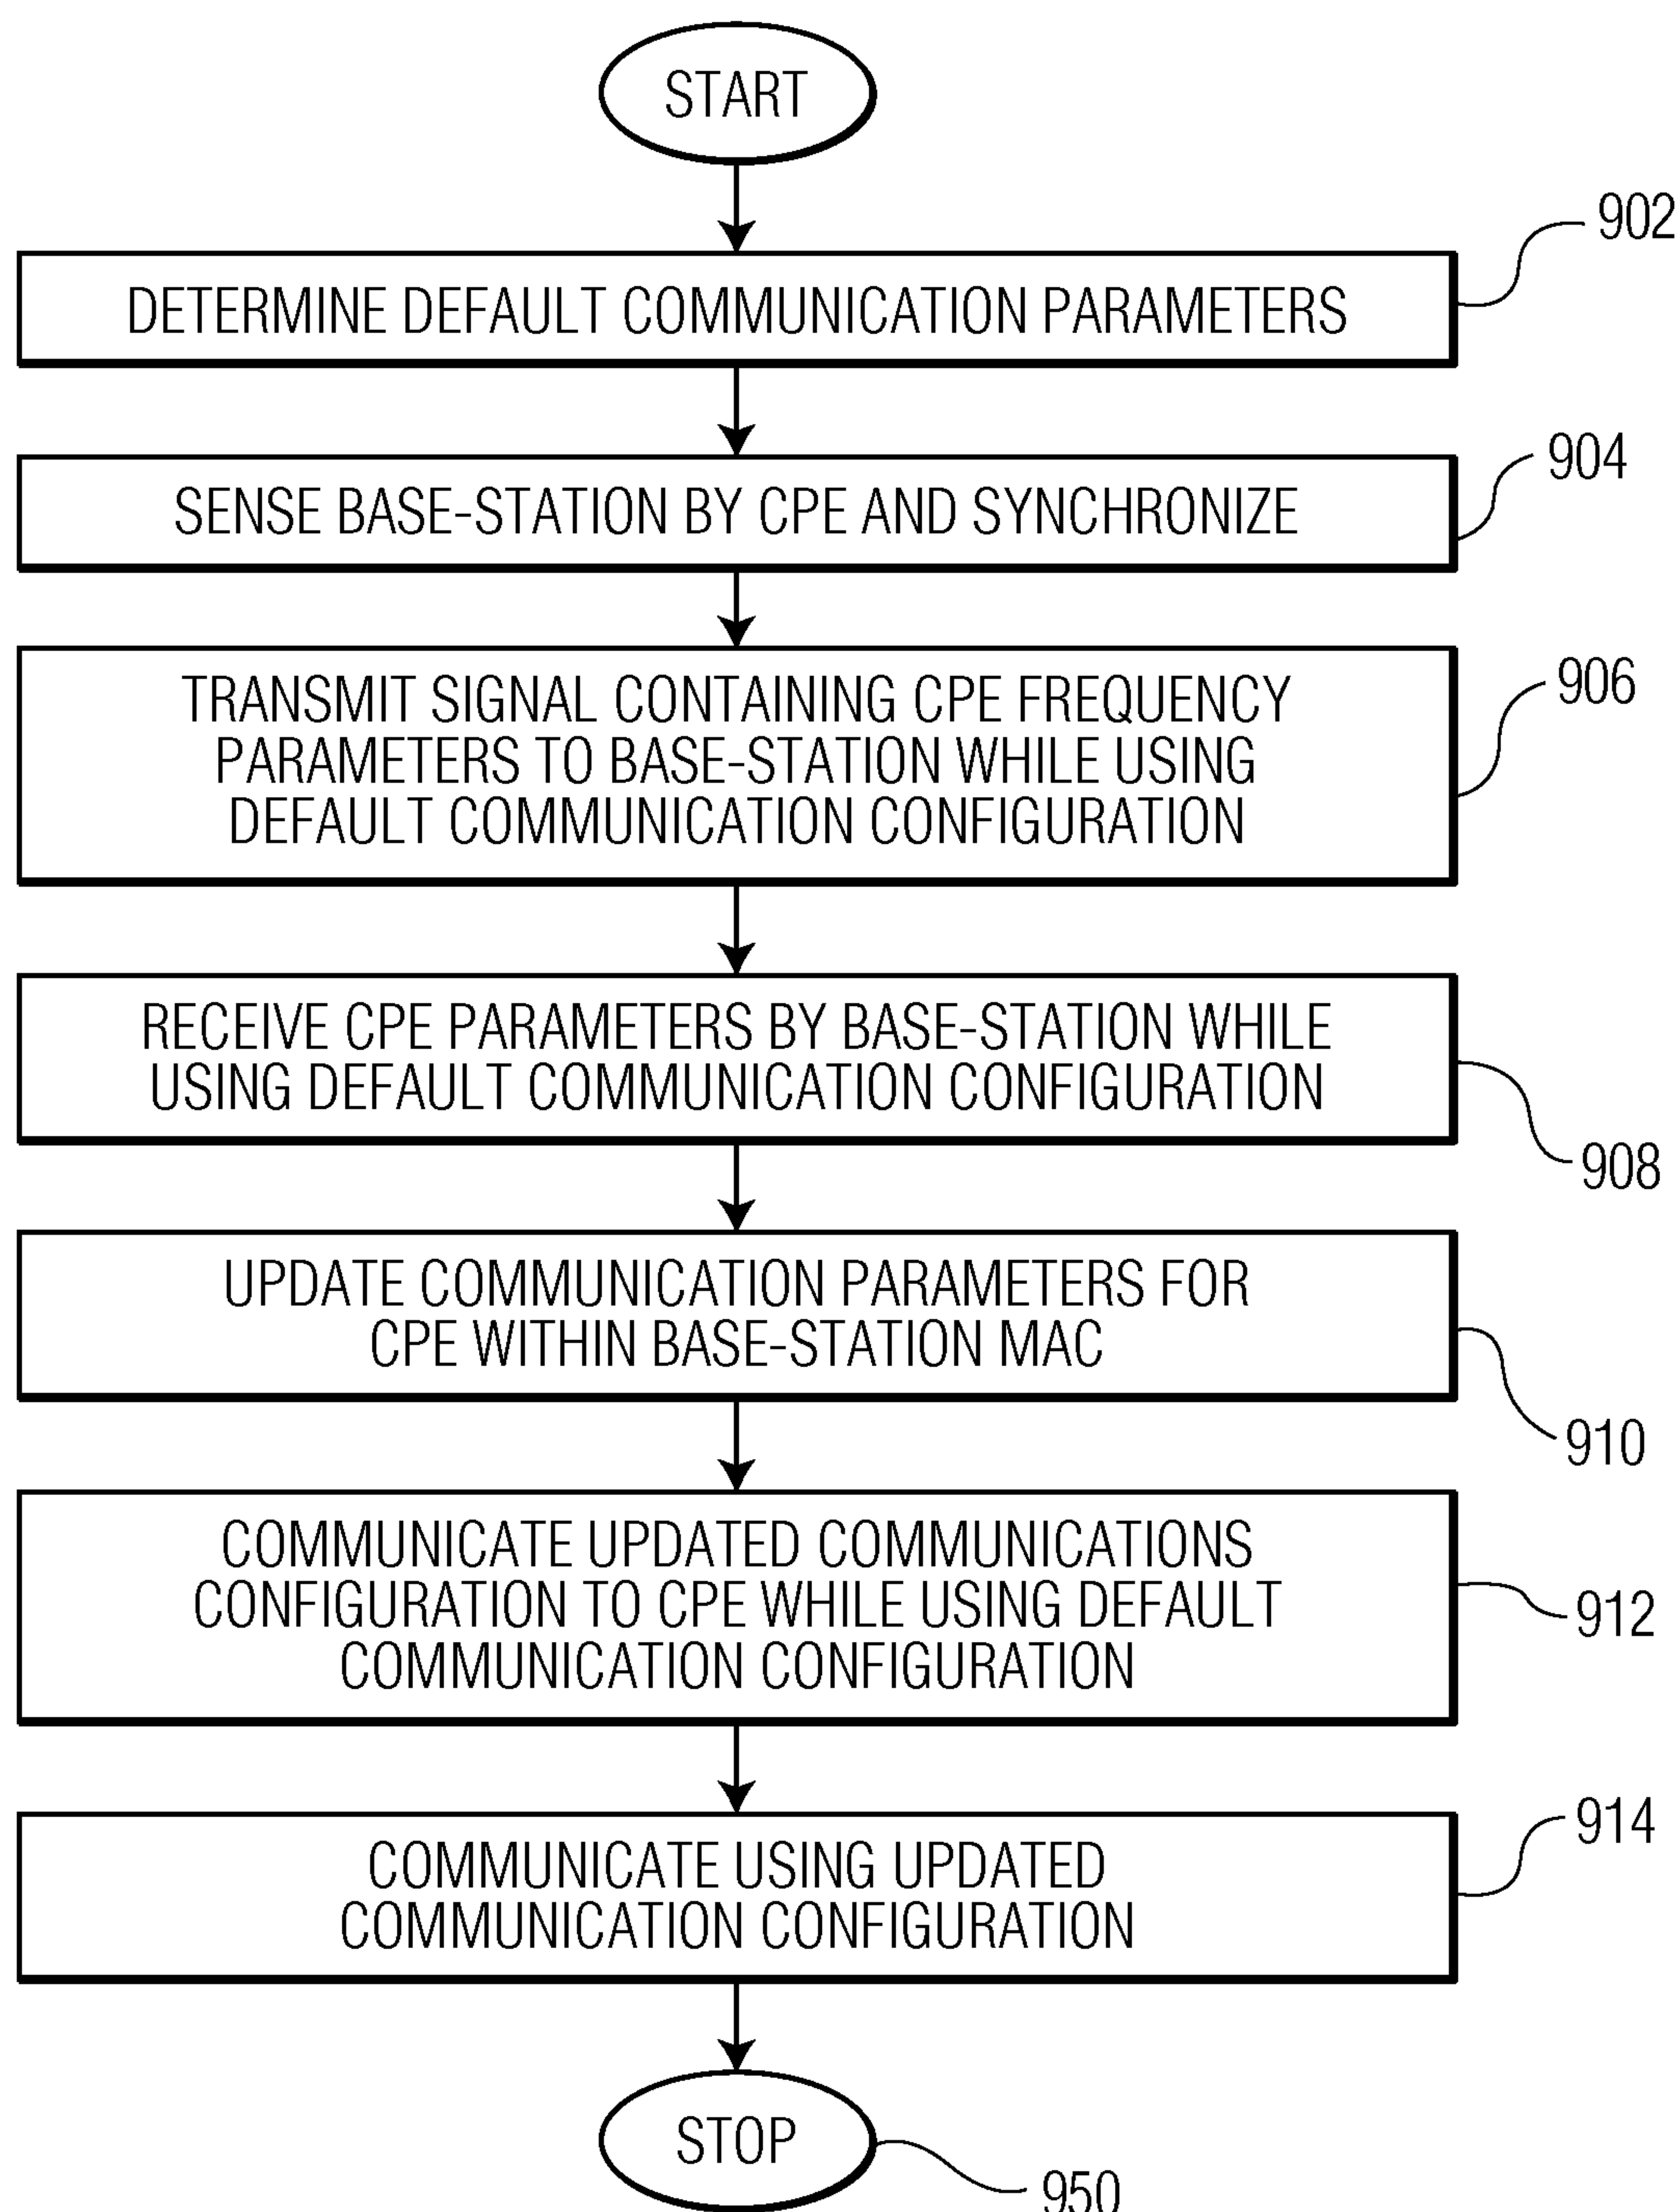 START
902
DETERMINE DEFAULT COMMUNICATION PARAMETERS
904
SENSE BASE-STATION BY CPE AND SYNCHRONIZE
906
TRANSMIT SIGNAL CONTAINING CPE FREQUENCY
PARAMETERS TO BASE-STATION WHILE USING
DEFAULT COMMUNICATION CONFIGURATION
RECEIVE CPE PARAMETERS BY BASE-STATION WHILE
USING DEFAULT COMMUNICATION CONFIGURATION
908
UPDATE COMMUNICATION PARAMETERS FOR
CPE WITHIN BASE-STATION MAC
910
COMMUNICATE UPDATED COMMUNICATIONS
CONFIGURATION TO CPE WHILE USING DEFAULT
COMMUNICATION CONFIGURATION
912
914
COMMUNICATE USING UPDATED
COMMUNICATION CONFIGURATION
STOP
950